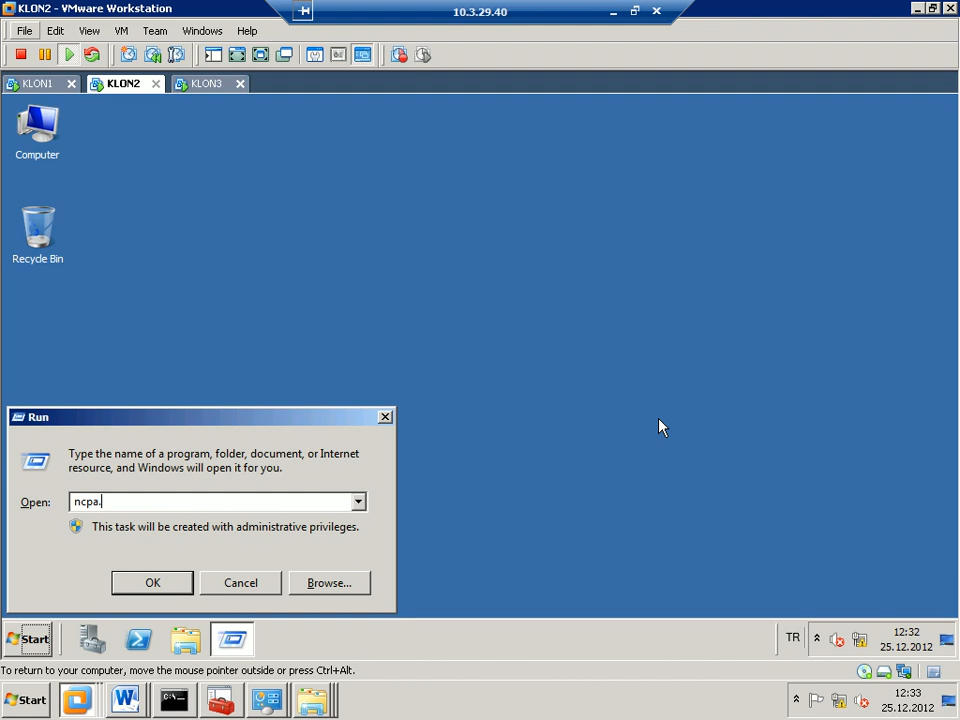 KLON2 - VMware Workstation
10.3.29.40
File Edit View VM Team Windows Help
KLON1 KLON2 KLON3
Computer
Recycle Bin
Run
Type the name of a program, folder, document, or Internet
resource, and Windows will open it for you.
Open: ncpa.
This task will be created with administrative privileges.
OK Cancel Browse...
Start TR 12:32
25.12.2012
To return to your computer, move the mouse pointer outside or press Ctrl+Alt.
Start 12:33
25.12.2012